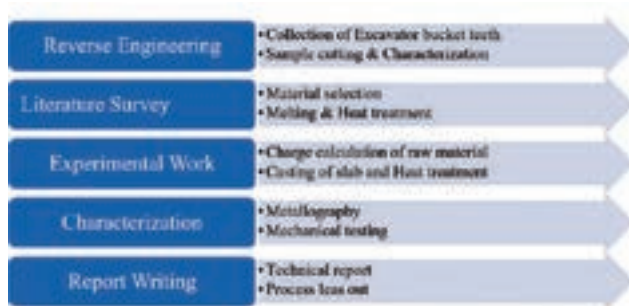 Reverse Engineering
• Collection of Excavator bucket teeth
• Sample cutting & Characterization
Literature Survey
• Material selection
• Melting & Heat treatment
Experimental Work
• Charge calculation of raw material
• Casting of slab and Heat treatment
Characterization
• Metallography
• Mechanical testing
Report Writing
• Technical report
• Process out